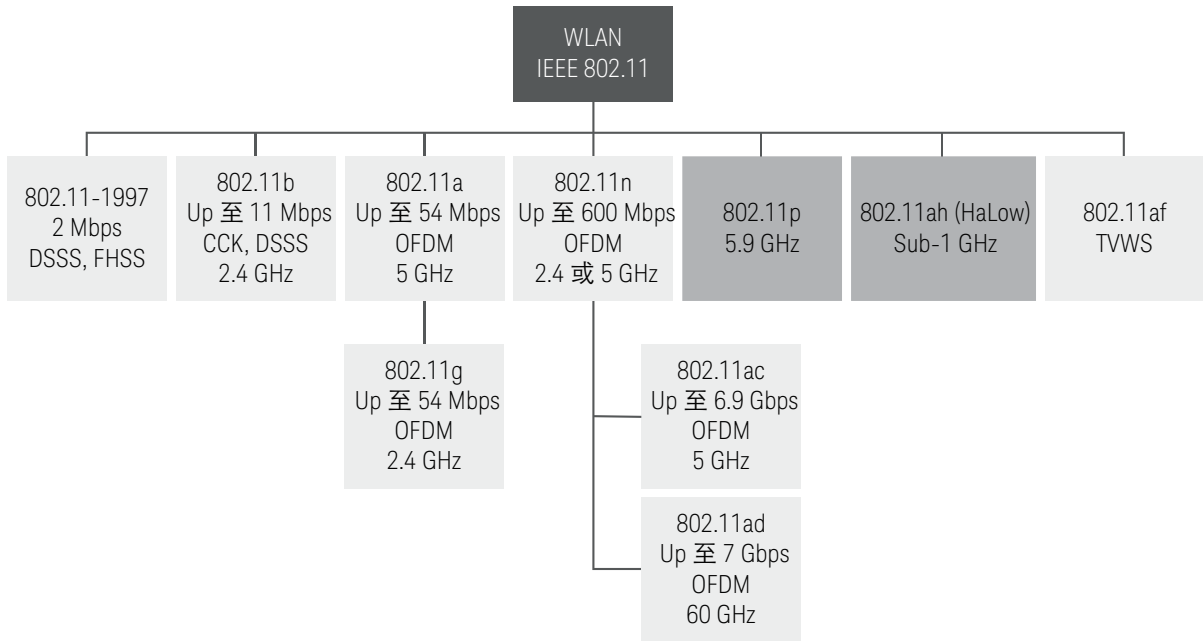 WLAN
IEEE 802.11
802.11-1997
2 Mbps
DSSS, FHSS
802.11b
Up 至 11 Mbps
CCK, DSSS
2.4 GHz
802.11a
Up 至 54 Mbps
OFDM
5 GHz
802.11n
Up 至 600 Mbps
OFDM
2.4 或 5 GHz
802.11p
5.9 GHz
802.11ah (HaLow)
Sub-1 GHz
802.11af
TVWS
802.11g
Up 至 54 Mbps
OFDM
2.4 GHz
802.11ac
Up 至 6.9 Gbps
OFDM
5 GHz
802.11ad
Up 至 7 Gbps
OFDM
60 GHz